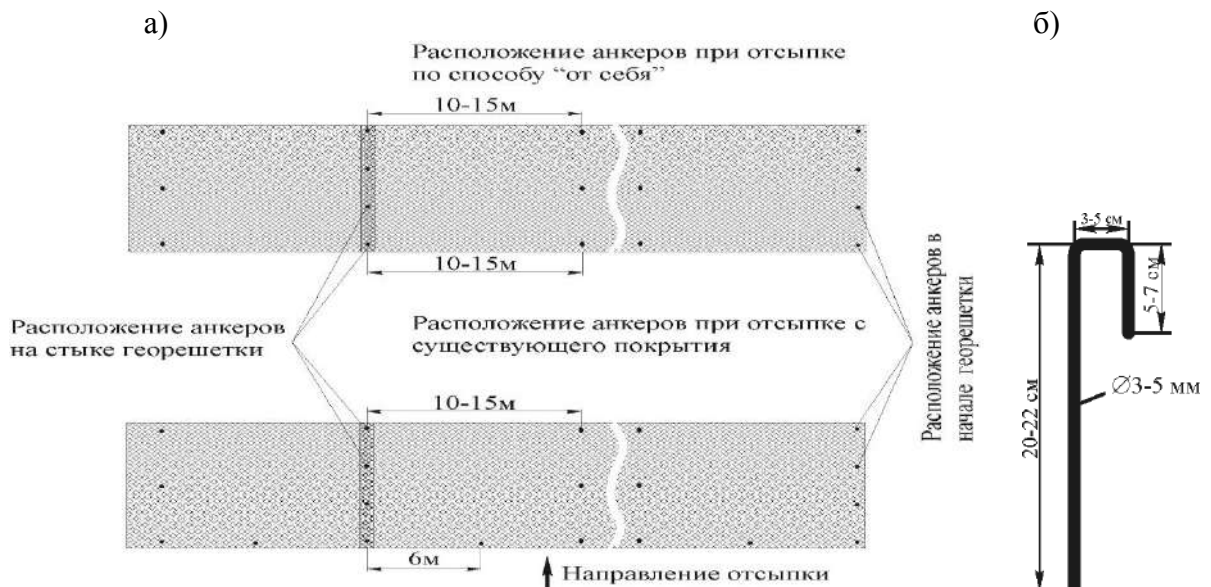 а)
б)
Расположение анкеров при отсыпке
по способу “от себя”
10-15м
10-15м
Расположение анкеров
на стыке георешетки
Расположение анкеров при отсыпке с
существующего покрытия
Расположение анкеров в
начале георешетки
10-15м
6м
Направление отсыпки
3-5 см
5-7 см
20-22 см
∅3-5 мм